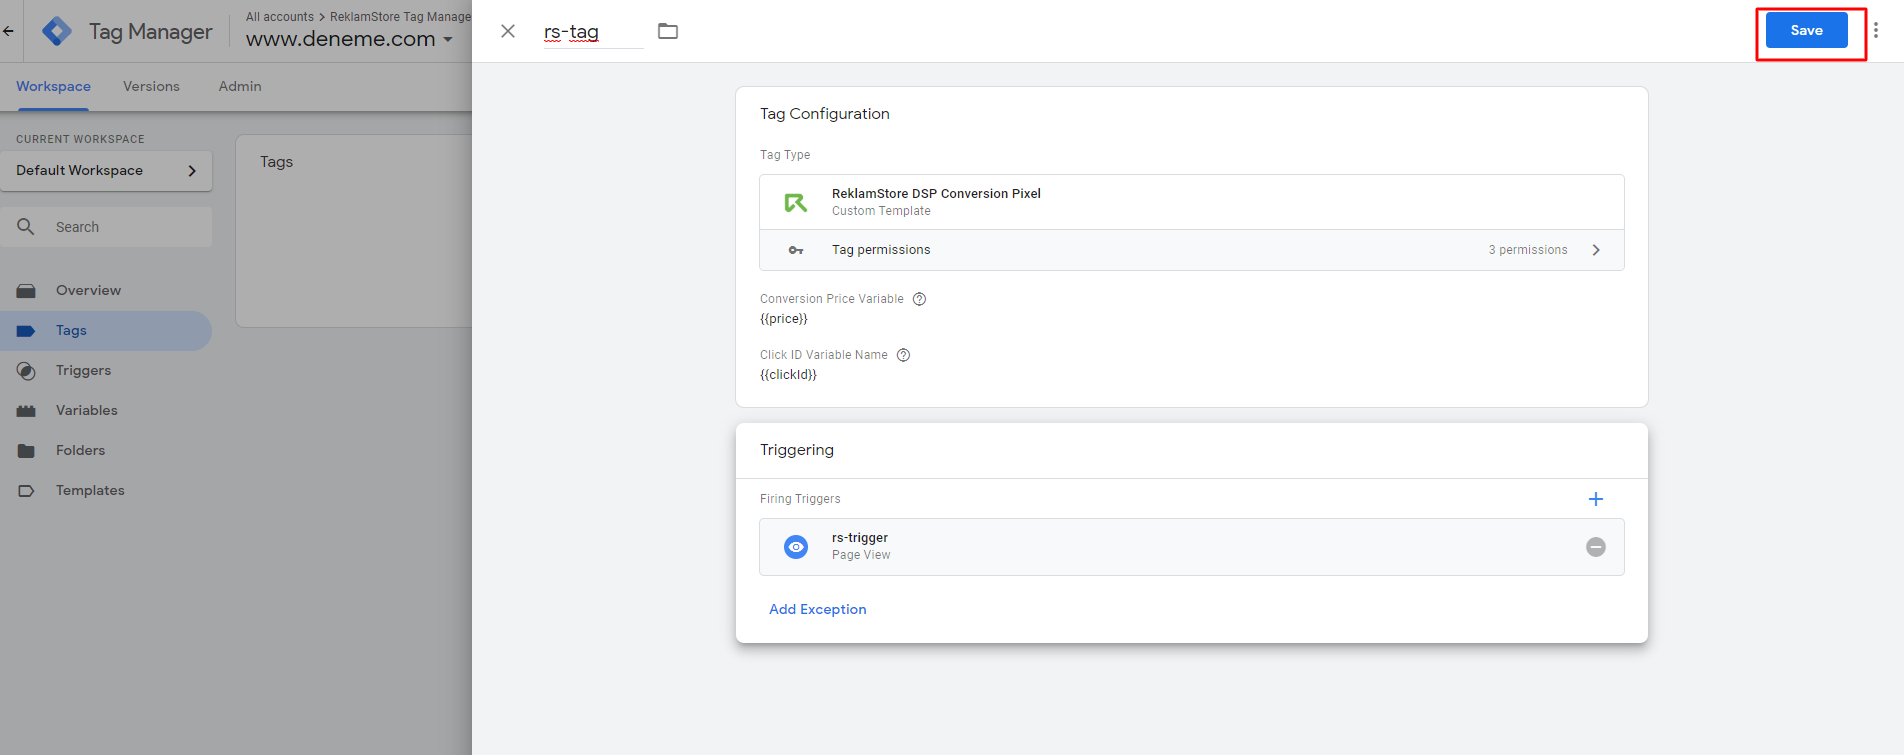 All accounts > ReklamStore Tag Manage
Tag Manager
www.deneme.com
rs-tag
Save
Workspace
Versions
Admin
CURRENT WORKSPACE
Default Workspace
Search
Overview
Tags
Triggers
Variables
Folders
Templates
Tags
Tag Configuration
Tag Type
ReklamStore DSP Conversion Pixel
Custom Template
Tag permissions
3 permissions
Conversion Price Variable
{{price}}
Click ID Variable Name
{{clickId}}
Triggering
Firing Triggers
rs-trigger
Page View
Add Exception